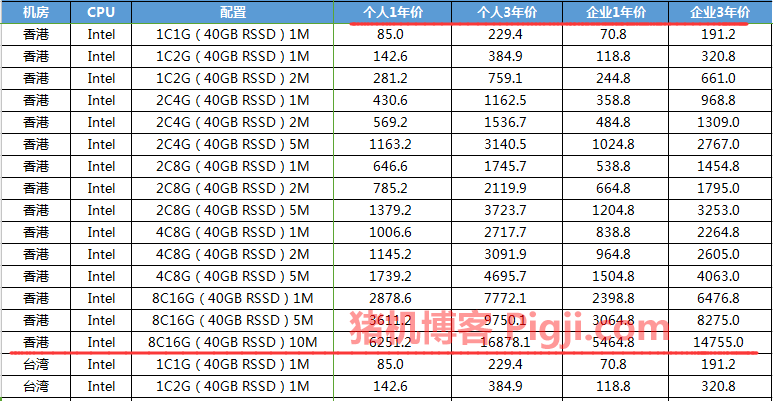 机房 CPU 配置 个人1年价 个人3年价 企业1年价 企业3年价
香港 Intel 1C1G（40GB RSSD）1M 85.0 229.4 70.8 191.2
香港 Intel 1C2G（40GB RSSD）1M 142.6 384.9 118.8 320.8
香港 Intel 1C2G（40GB RSSD）2M 281.2 759.1 244.8 661.0
香港 Intel 2C4G（40GB RSSD）1M 430.6 1162.5 358.8 968.8
香港 Intel 2C4G（40GB RSSD）2M 569.2 1536.7 484.8 1309.0
香港 Intel 2C4G（40GB RSSD）5M 1163.2 3140.5 1024.8 2767.0
香港 Intel 2C8G（40GB RSSD）1M 646.6 1745.7 538.8 1454.8
香港 Intel 2C8G（40GB RSSD）2M 785.2 2119.9 664.8 1795.0
香港 Intel 2C8G（40GB RSSD）5M 1379.2 3723.7 1204.8 3253.0
香港 Intel 4C8G（40GB RSSD）1M 1006.6 2717.7 838.8 2264.8
香港 Intel 4C8G（40GB RSSD）2M 1145.2 3091.9 964.8 2605.0
香港 Intel 4C8G（40GB RSSD）5M 1739.2 4695.7 1504.8 4063.0
香港 Intel 8C16G（40GB RSSD）1M 2878.6 7772.1 2398.8 6476.8
香港 Intel 8C16G（40GB RSSD）5M 3611.2 9750.1 3064.8 8275.0
猪机博客 Pigji.com
香港 Intel 8C16G（40GB RSSD）10M 6251.2 16878.1 5464.8 14755.0
台湾 Intel 1C1G（40GB RSSD）1M 85.0 229.4 70.8 191.2
台湾 Intel 1C2G（40GB RSSD）1M 142.6 384.9 118.8 320.8